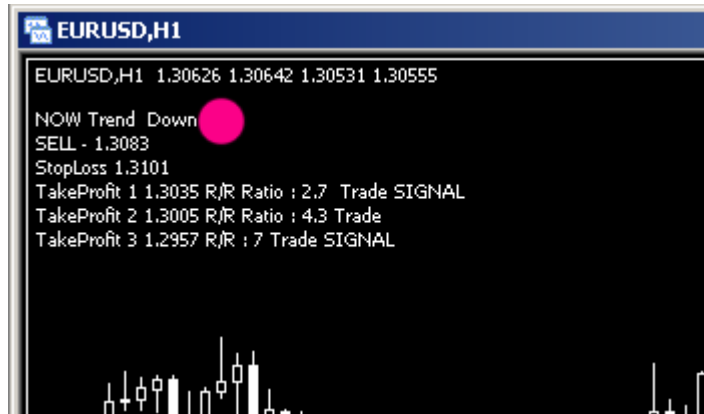 EURUSD,H1
EURUSD,H1 1.30626 1.30642 1.30531 1.30555
NOW Trend Down
SELL - 1.3083
StopLoss 1.3101
TakeProfit 1 1.3035 R/R Ratio : 2.7 Trade SIGNAL
TakeProfit 2 1.3005 R/R Ratio : 4.3 Trade
TakeProfit 3 1.2957 R/R : 7 Trade SIGNAL